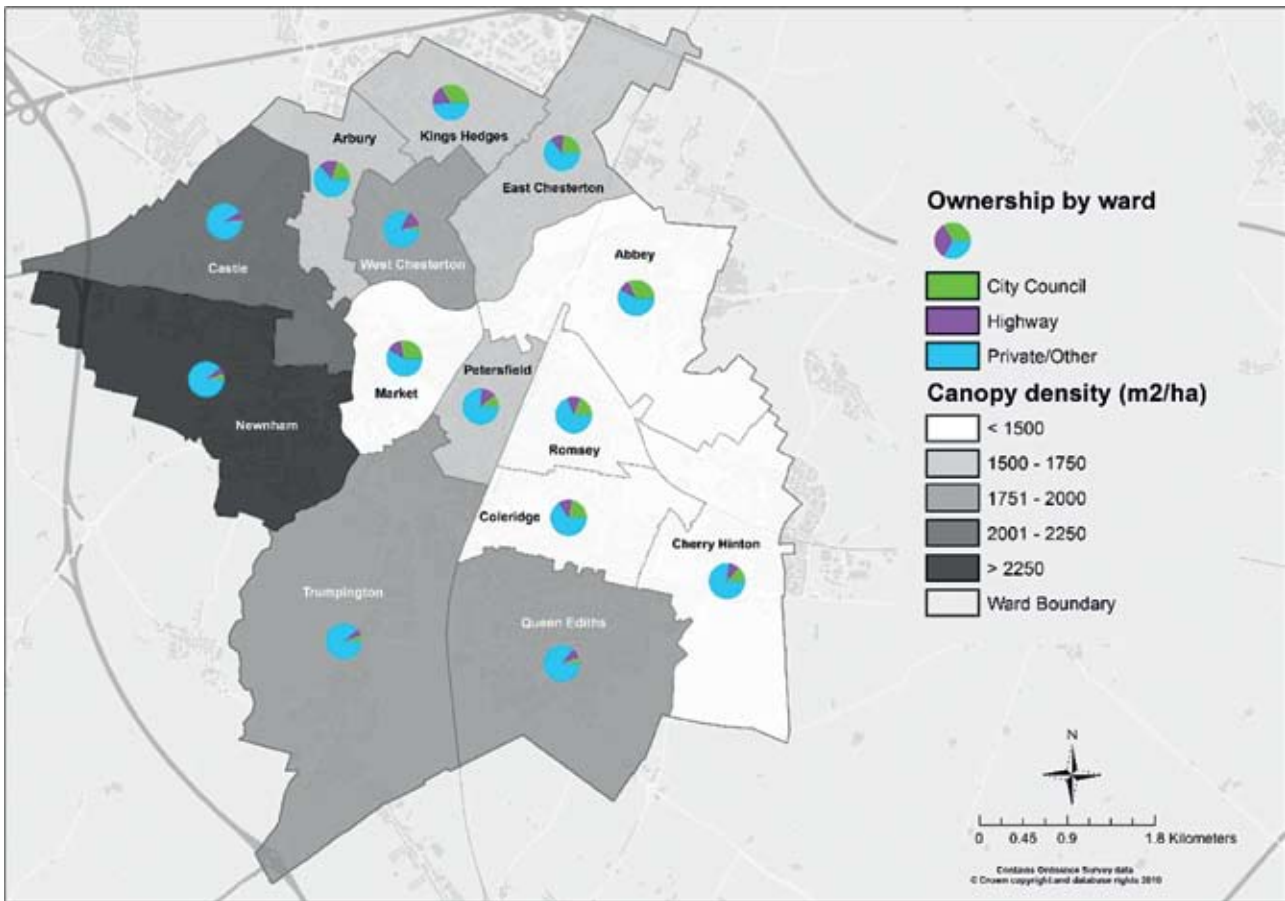 Arbury
Kings Hedges
East Chesterton
Castle
West Chesterton
Abbey
Newnham
Market
Petersfield
Romsey
Coleridge
Cherry Hinton
Trumpington
Queen Ediths
Ownership by ward
City Council
Highway
Private/Other
Canopy density (m2/ha)
< 1500
1500 - 1750
1751 - 2000
2001 - 2250
> 2250
Ward Boundary
N
0 0.45 0.9 1.8 Kilometers
Contains Ordnance Survey data
© Crown copyright and database rights 2010